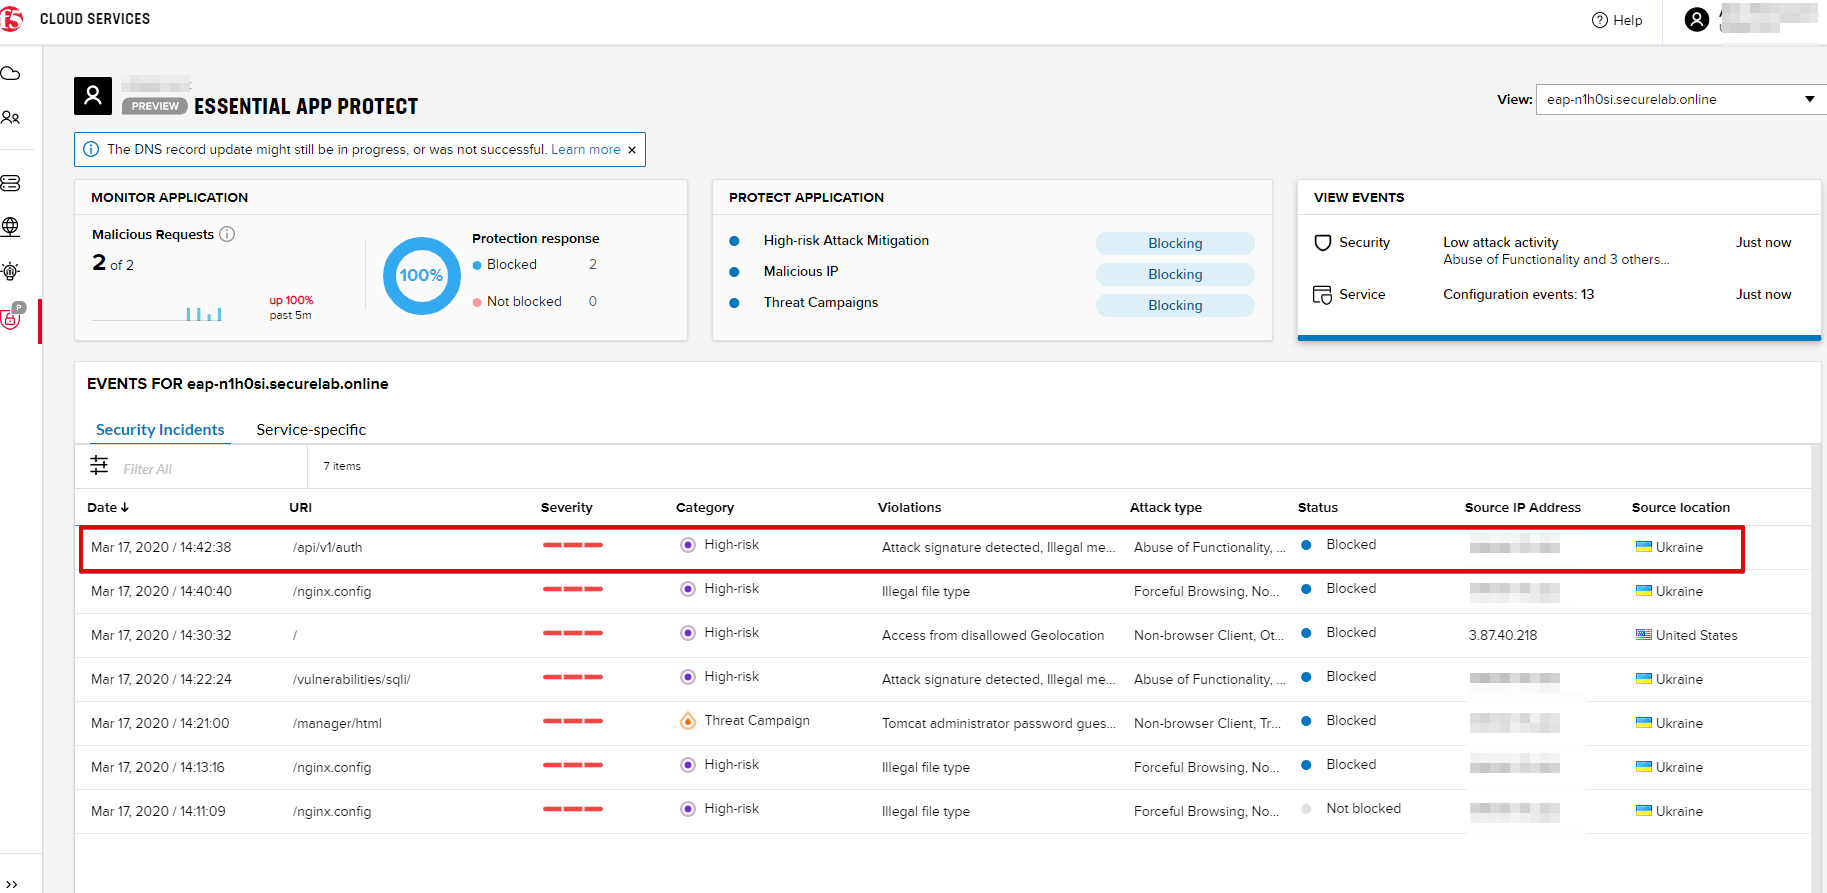 f5 CLOUD SERVICES
? Help
PREVIEW ESSENTIAL APP PROTECT
View: eap-n1h0si.securelab.online
The DNS record update might still be in progress, or was not successful. Learn more ×
MONITOR APPLICATION
Malicious Requests i
2 of 2
up 100%
past 5m
100%
Protection response
Blocked 2
Not blocked 0
PROTECT APPLICATION
High-risk Attack Mitigation Blocking
Malicious IP Blocking
Threat Campaigns Blocking
VIEW EVENTS
Security Low attack activity Just now
Abuse of Functionality and 3 others...
Service Configuration events: 13 Just now
P
EVENTS FOR eap-n1h0si.securelab.online
Security Incidents Service-specific
Filter All 7 items
Date URI Severity Category Violations Attack type Status Source IP Address Source location
Mar 17, 2020 / 14:42:38 /api/v1/auth High-risk Attack signature detected, Illegal me... Abuse of Functionality, ... Blocked Ukraine
Mar 17, 2020 / 14:40:40 /nginx.config High-risk Illegal file type Forceful Browsing, No... Blocked Ukraine
Mar 17, 2020 / 14:30:32 / High-risk Access from disallowed Geolocation Non-browser Client, Ot... Blocked 3.87.40.218 United States
Mar 17, 2020 / 14:22:24 /vulnerabilities/sqli/ High-risk Attack signature detected, Illegal me... Abuse of Functionality, ... Blocked Ukraine
Mar 17, 2020 / 14:21:00 /manager/html Threat Campaign Tomcat administrator password gues... Non-browser Client, Tr... Blocked Ukraine
Mar 17, 2020 / 14:13:16 /nginx.config High-risk Illegal file type Forceful Browsing, No... Blocked Ukraine
Mar 17, 2020 / 14:11:09 /nginx.config High-risk Illegal file type Forceful Browsing, No... Not blocked Ukraine